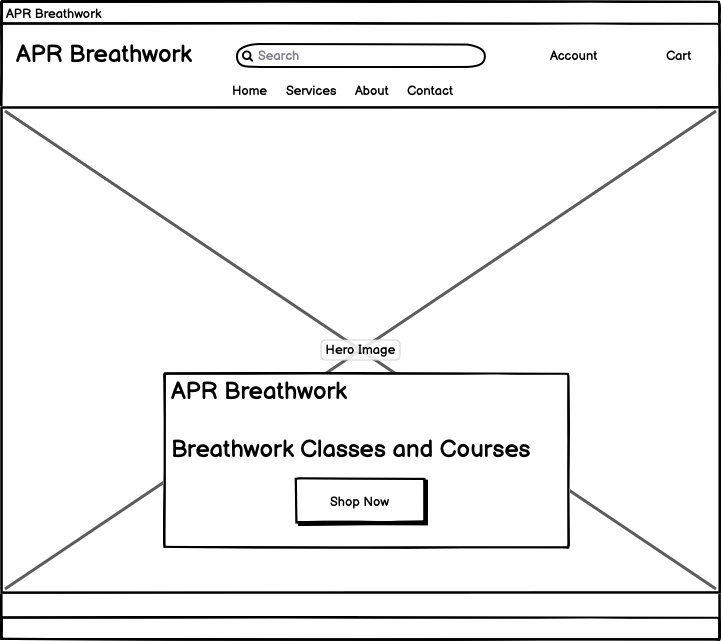 APR Breathwork
APR Breathwork
Search
Account
Cart
Home
Services
About
Contact
Hero Image
APR Breathwork
Breathwork Classes and Courses
Shop Now